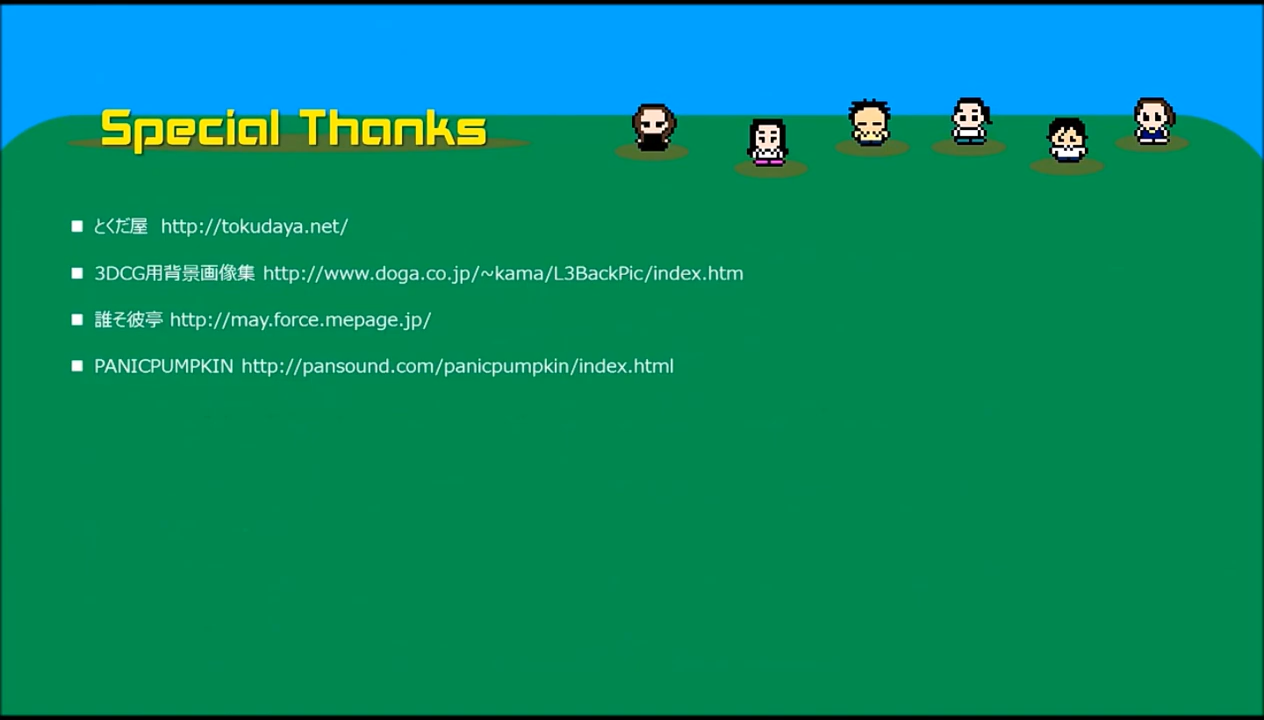 Special Thanks
■ とくだ屋 http://tokudaya.net/
■ 3DCG用背景画像集 http://www.doga.co.jp/~kama/L3BackPic/index.htm
■ 誰そ彼亭 http://may.force.mepage.jp/
■ PANICPUMPKIN http://pansound.com/panicpumpkin/index.html